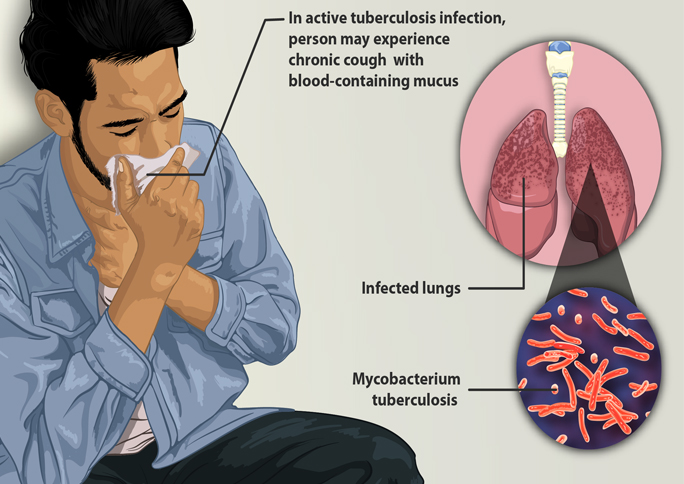 In active tuberculosis infection,
person may experience
chronic cough with
blood-containing mucus
Infected lungs
Mycobacterium
tuberculosis